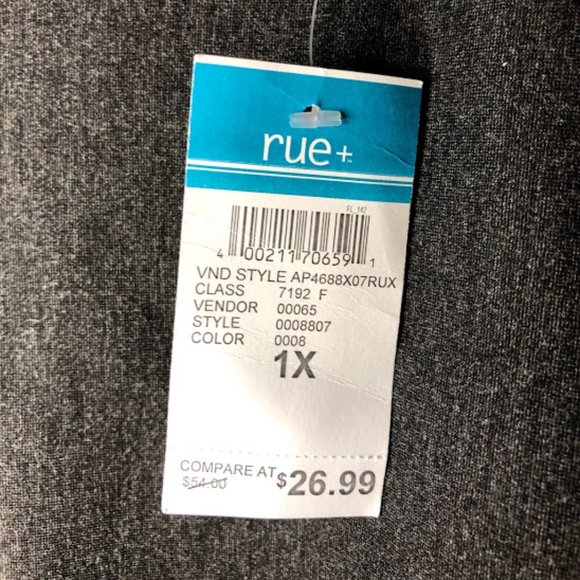 rue+
FL_M2
4 00211 70659 1
VND STYLE AP4688X07RUX
CLASS 7192 F
VENDOR 00065
STYLE 0008807
COLOR 0008
1X
COMPARE AT
$54.00 $26.99